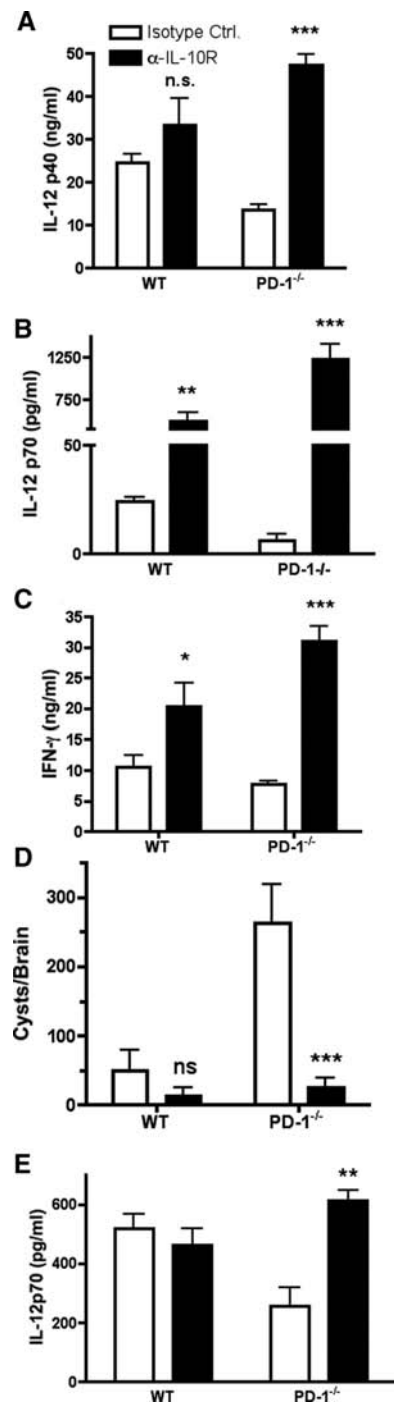 A
Isotype Ctrl.
α-IL-10R
n.s.
***
IL-12 p40 (ng/ml)
50
40
30
20
10
0
WT
PD-1-/-
B
***
**
IL-12 p70 (pg/ml)
1250
750
50
0
WT
PD-1-/-
C
***
*
IFN-γ (ng/ml)
35
30
25
20
15
10
5
0
WT
PD-1-/-
D
Cysts/Brain
300
200
100
0
ns
***
WT
PD-1-/-
E
**
IL-12p70 (pg/ml)
600
400
200
0
WT
PD-1-/-